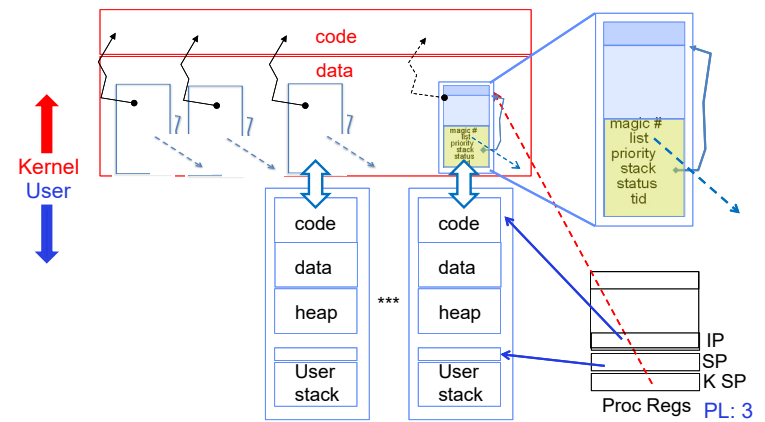 code
data
magic #
list
priority
stack
status
magic #
list
priority
stack
status
tid
Kernel
User
code
data
heap
User
stack
***
code
data
heap
User
stack
IP
SP
K SP
Proc Regs
PL: 3